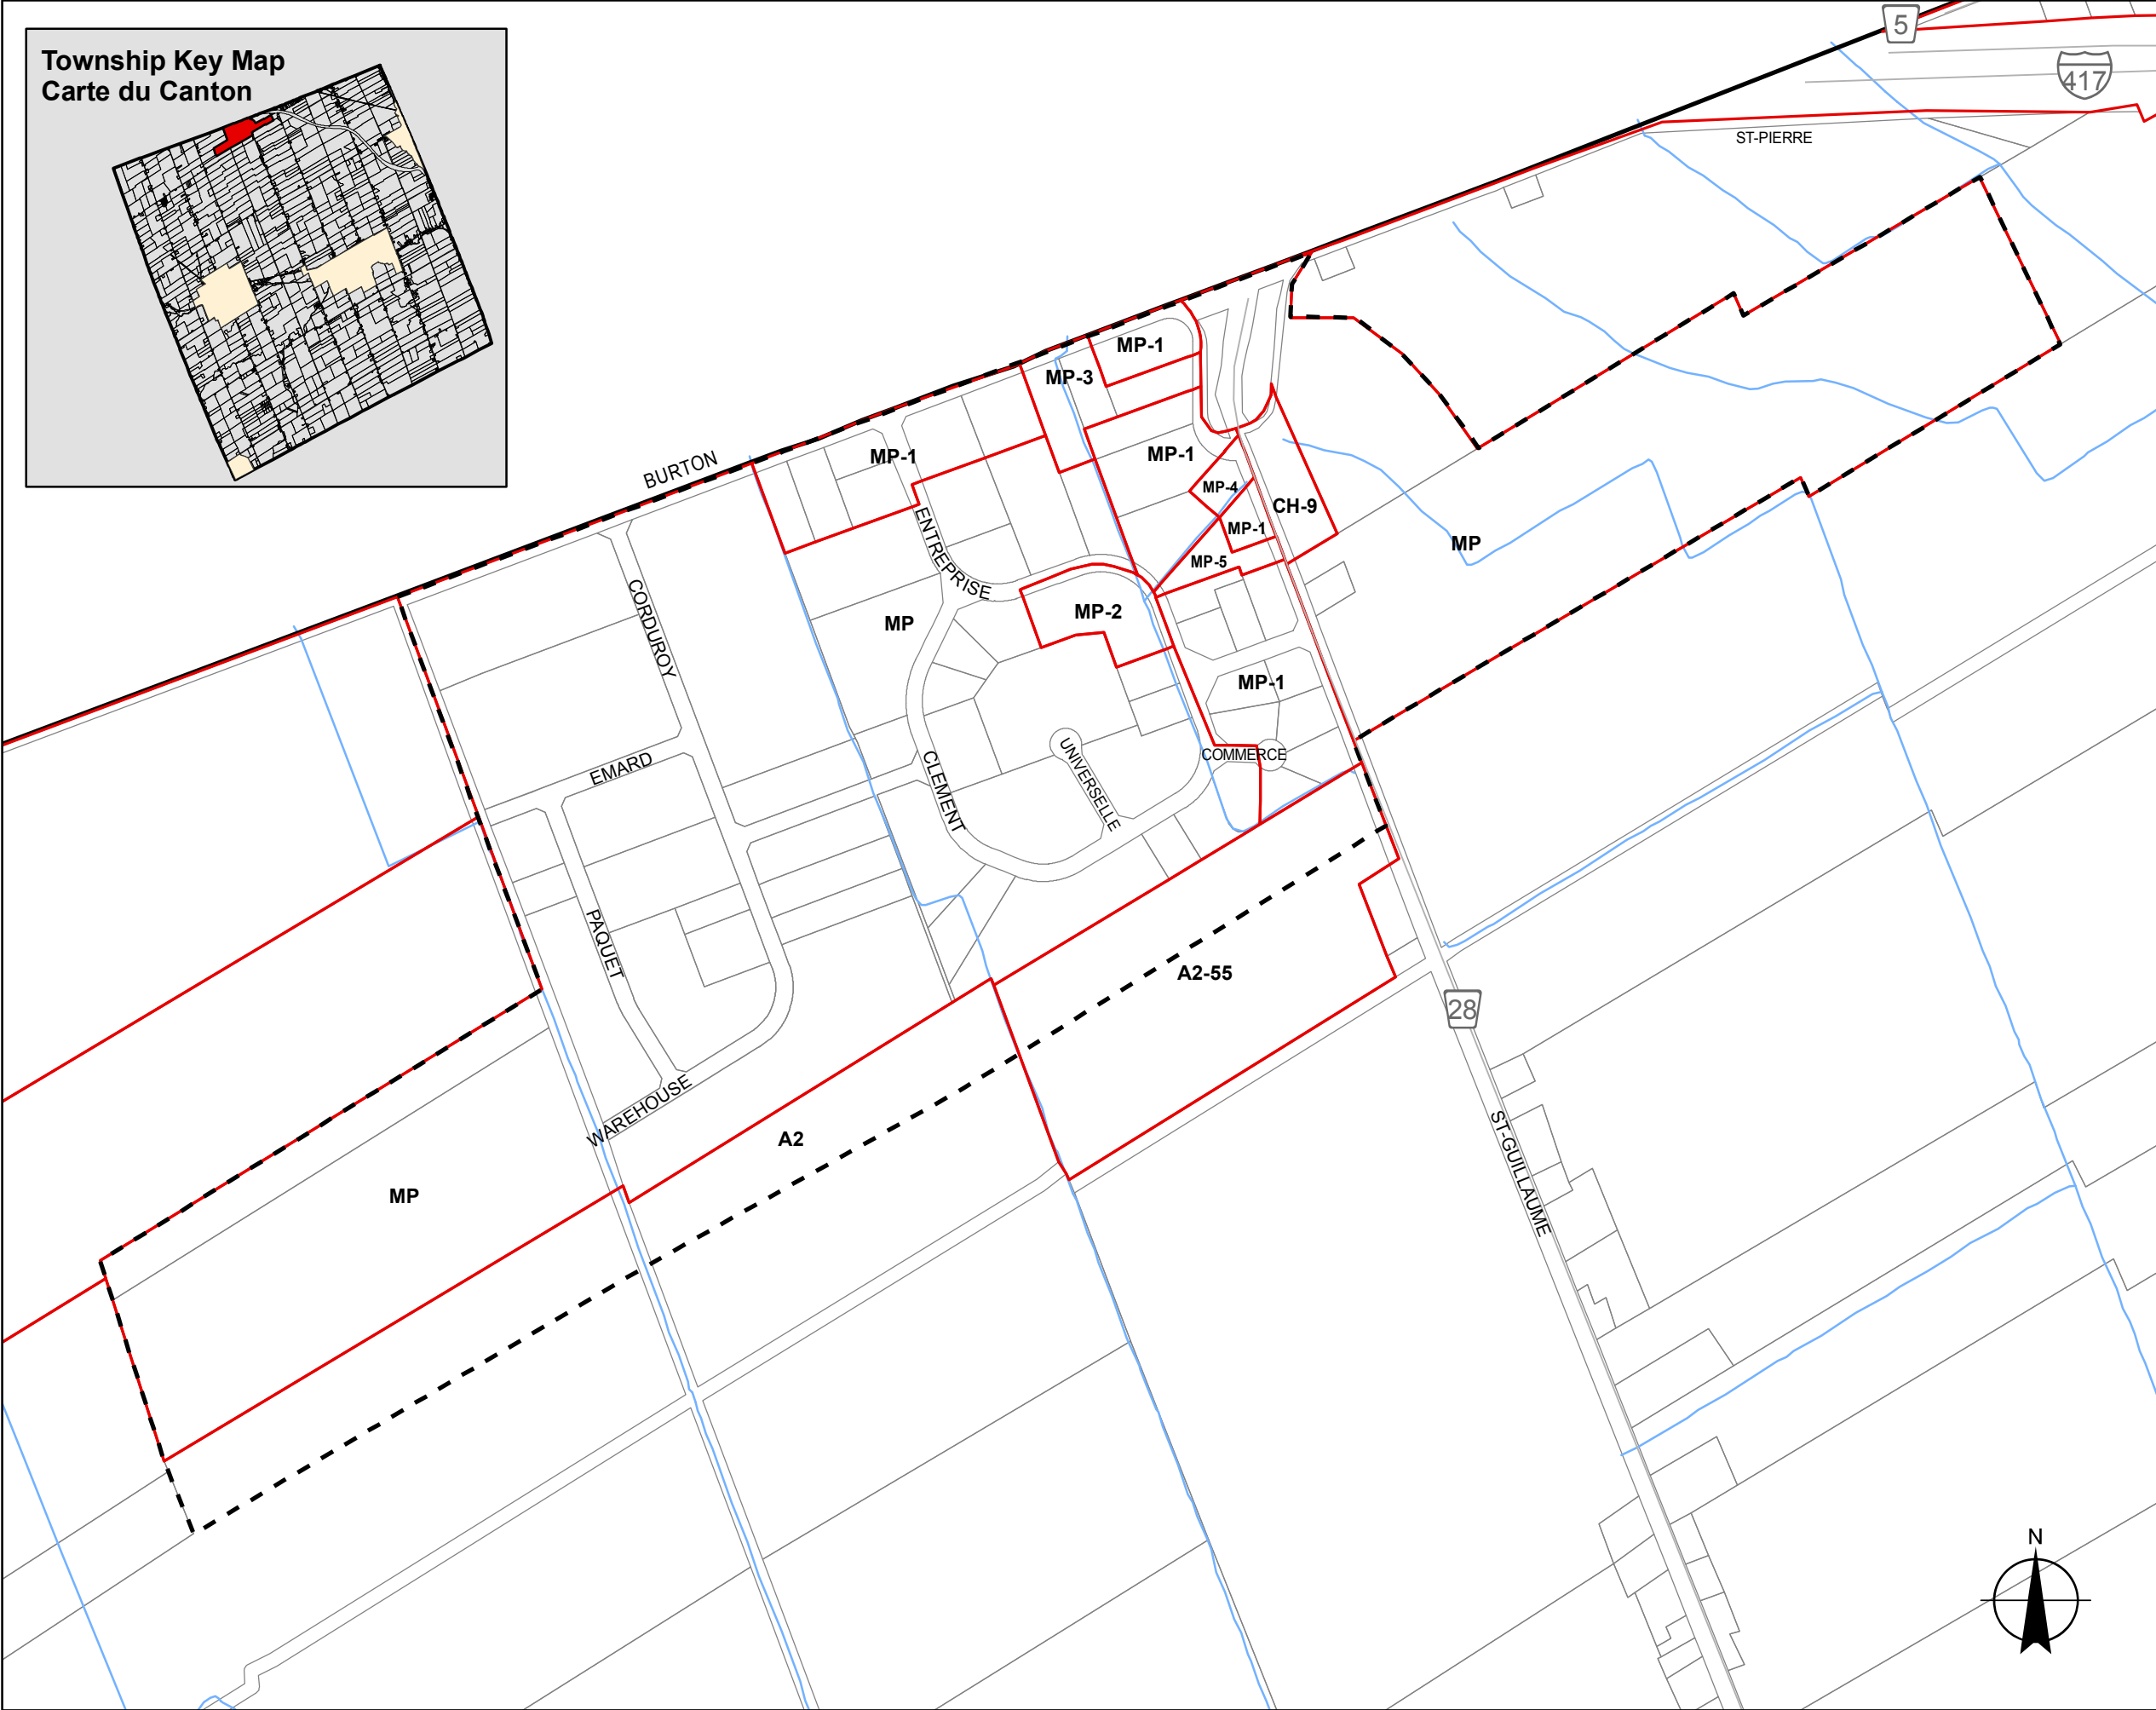 Township Key Map
Carte du Canton
5
417
ST-PIERRE
MP-1
MP-3
BURTON
MP-1
MP-1
MP-4
CH-9
MP-1
MP
ENTREPRISE
MP-5
CORDUROY
MP
MP-2
MP-1
EMARD
CLEMENT
UNIVERSELLE
COMMERCE
PAQUET
A2-55
28
WAREHOUSE
A2
MP
ST-GUILLAUME
N